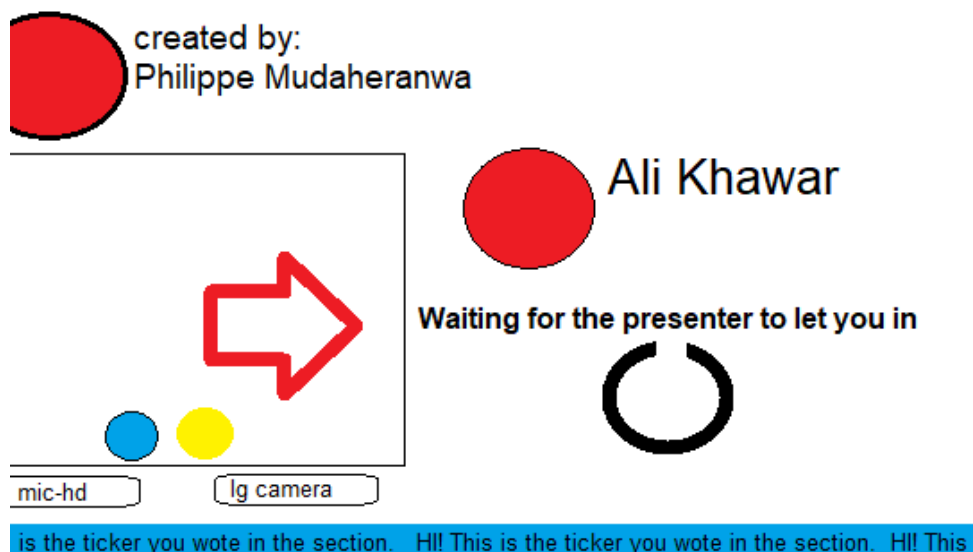 created by:
Philippe Mudaheranwa
Ali Khawar
Waiting for the presenter to let you in
mic-hd
lg camera
is the ticker you wote in the section. HI! This is the ticker you wote in the section. HI! This